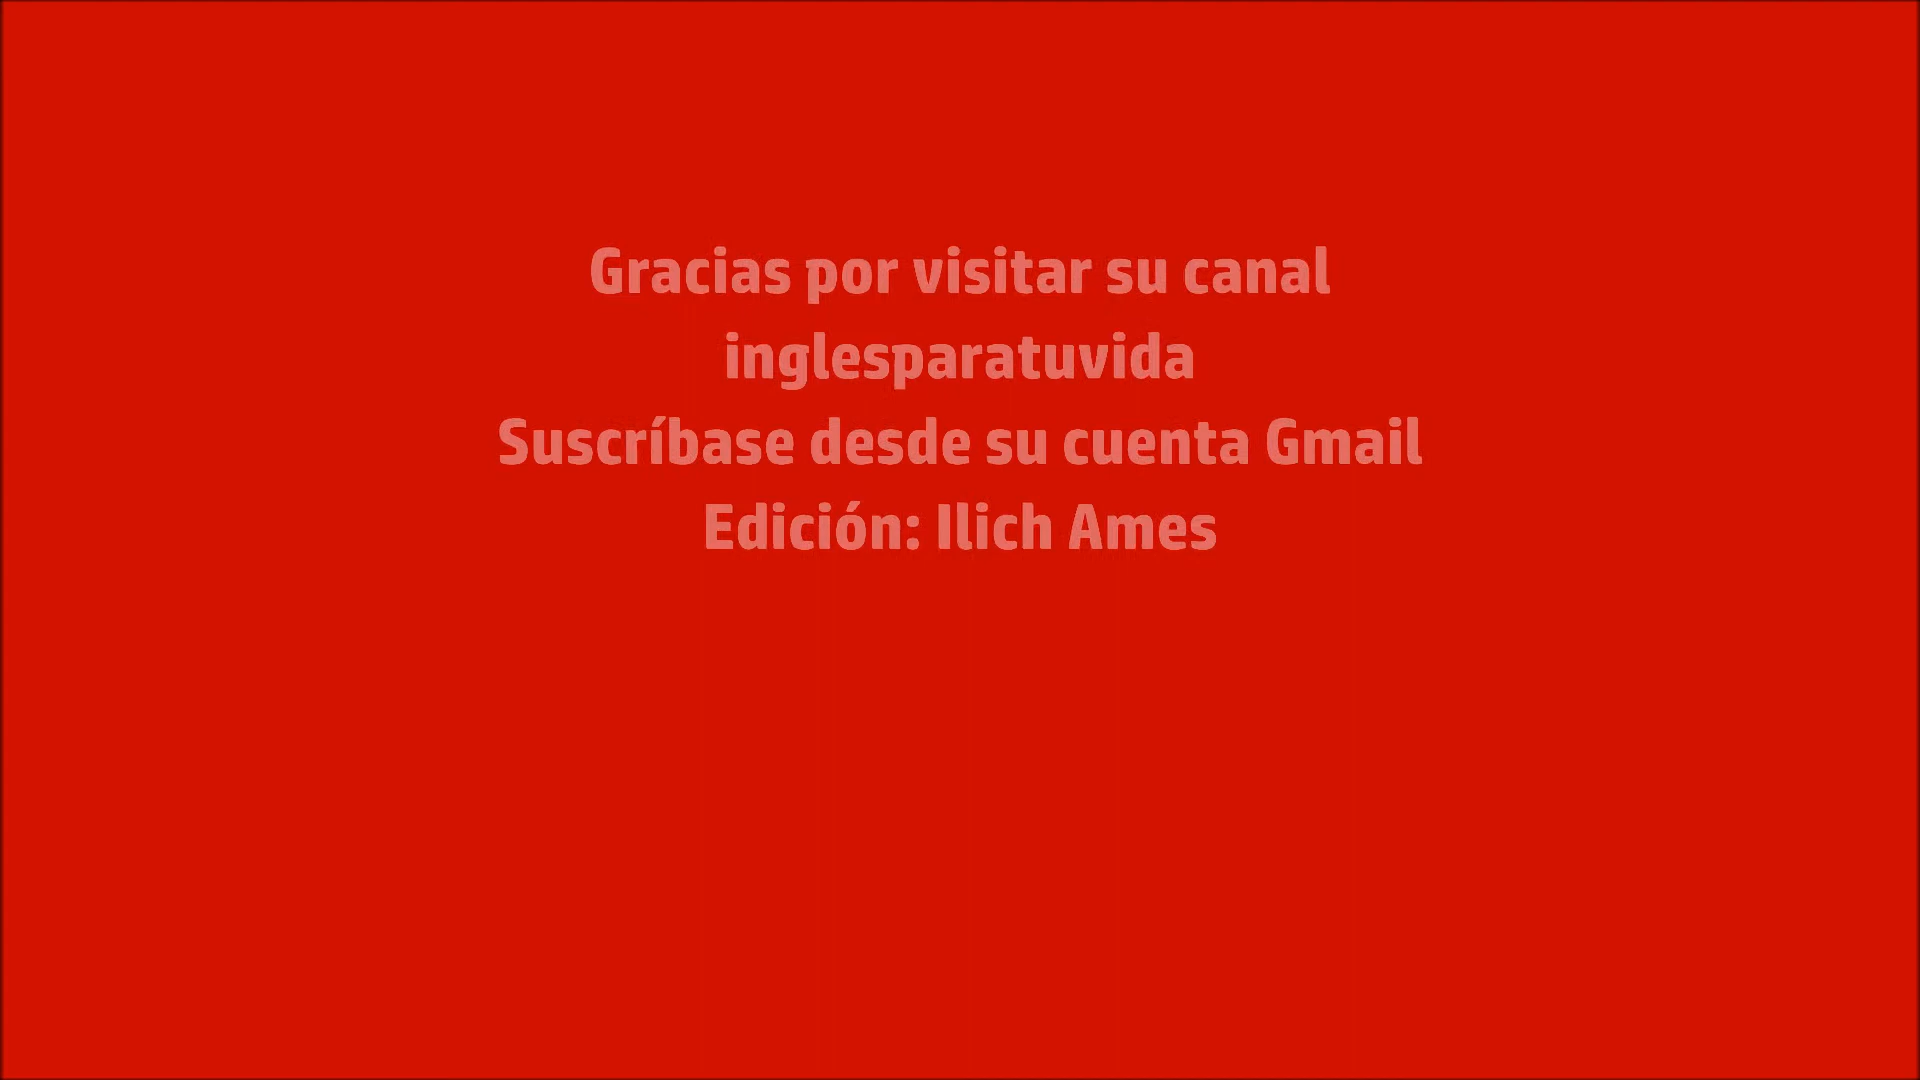 Gracias por visitar su canal
inglesparatuvida
Suscríbase desde su cuenta Gmail
Edición: Ilich Ames